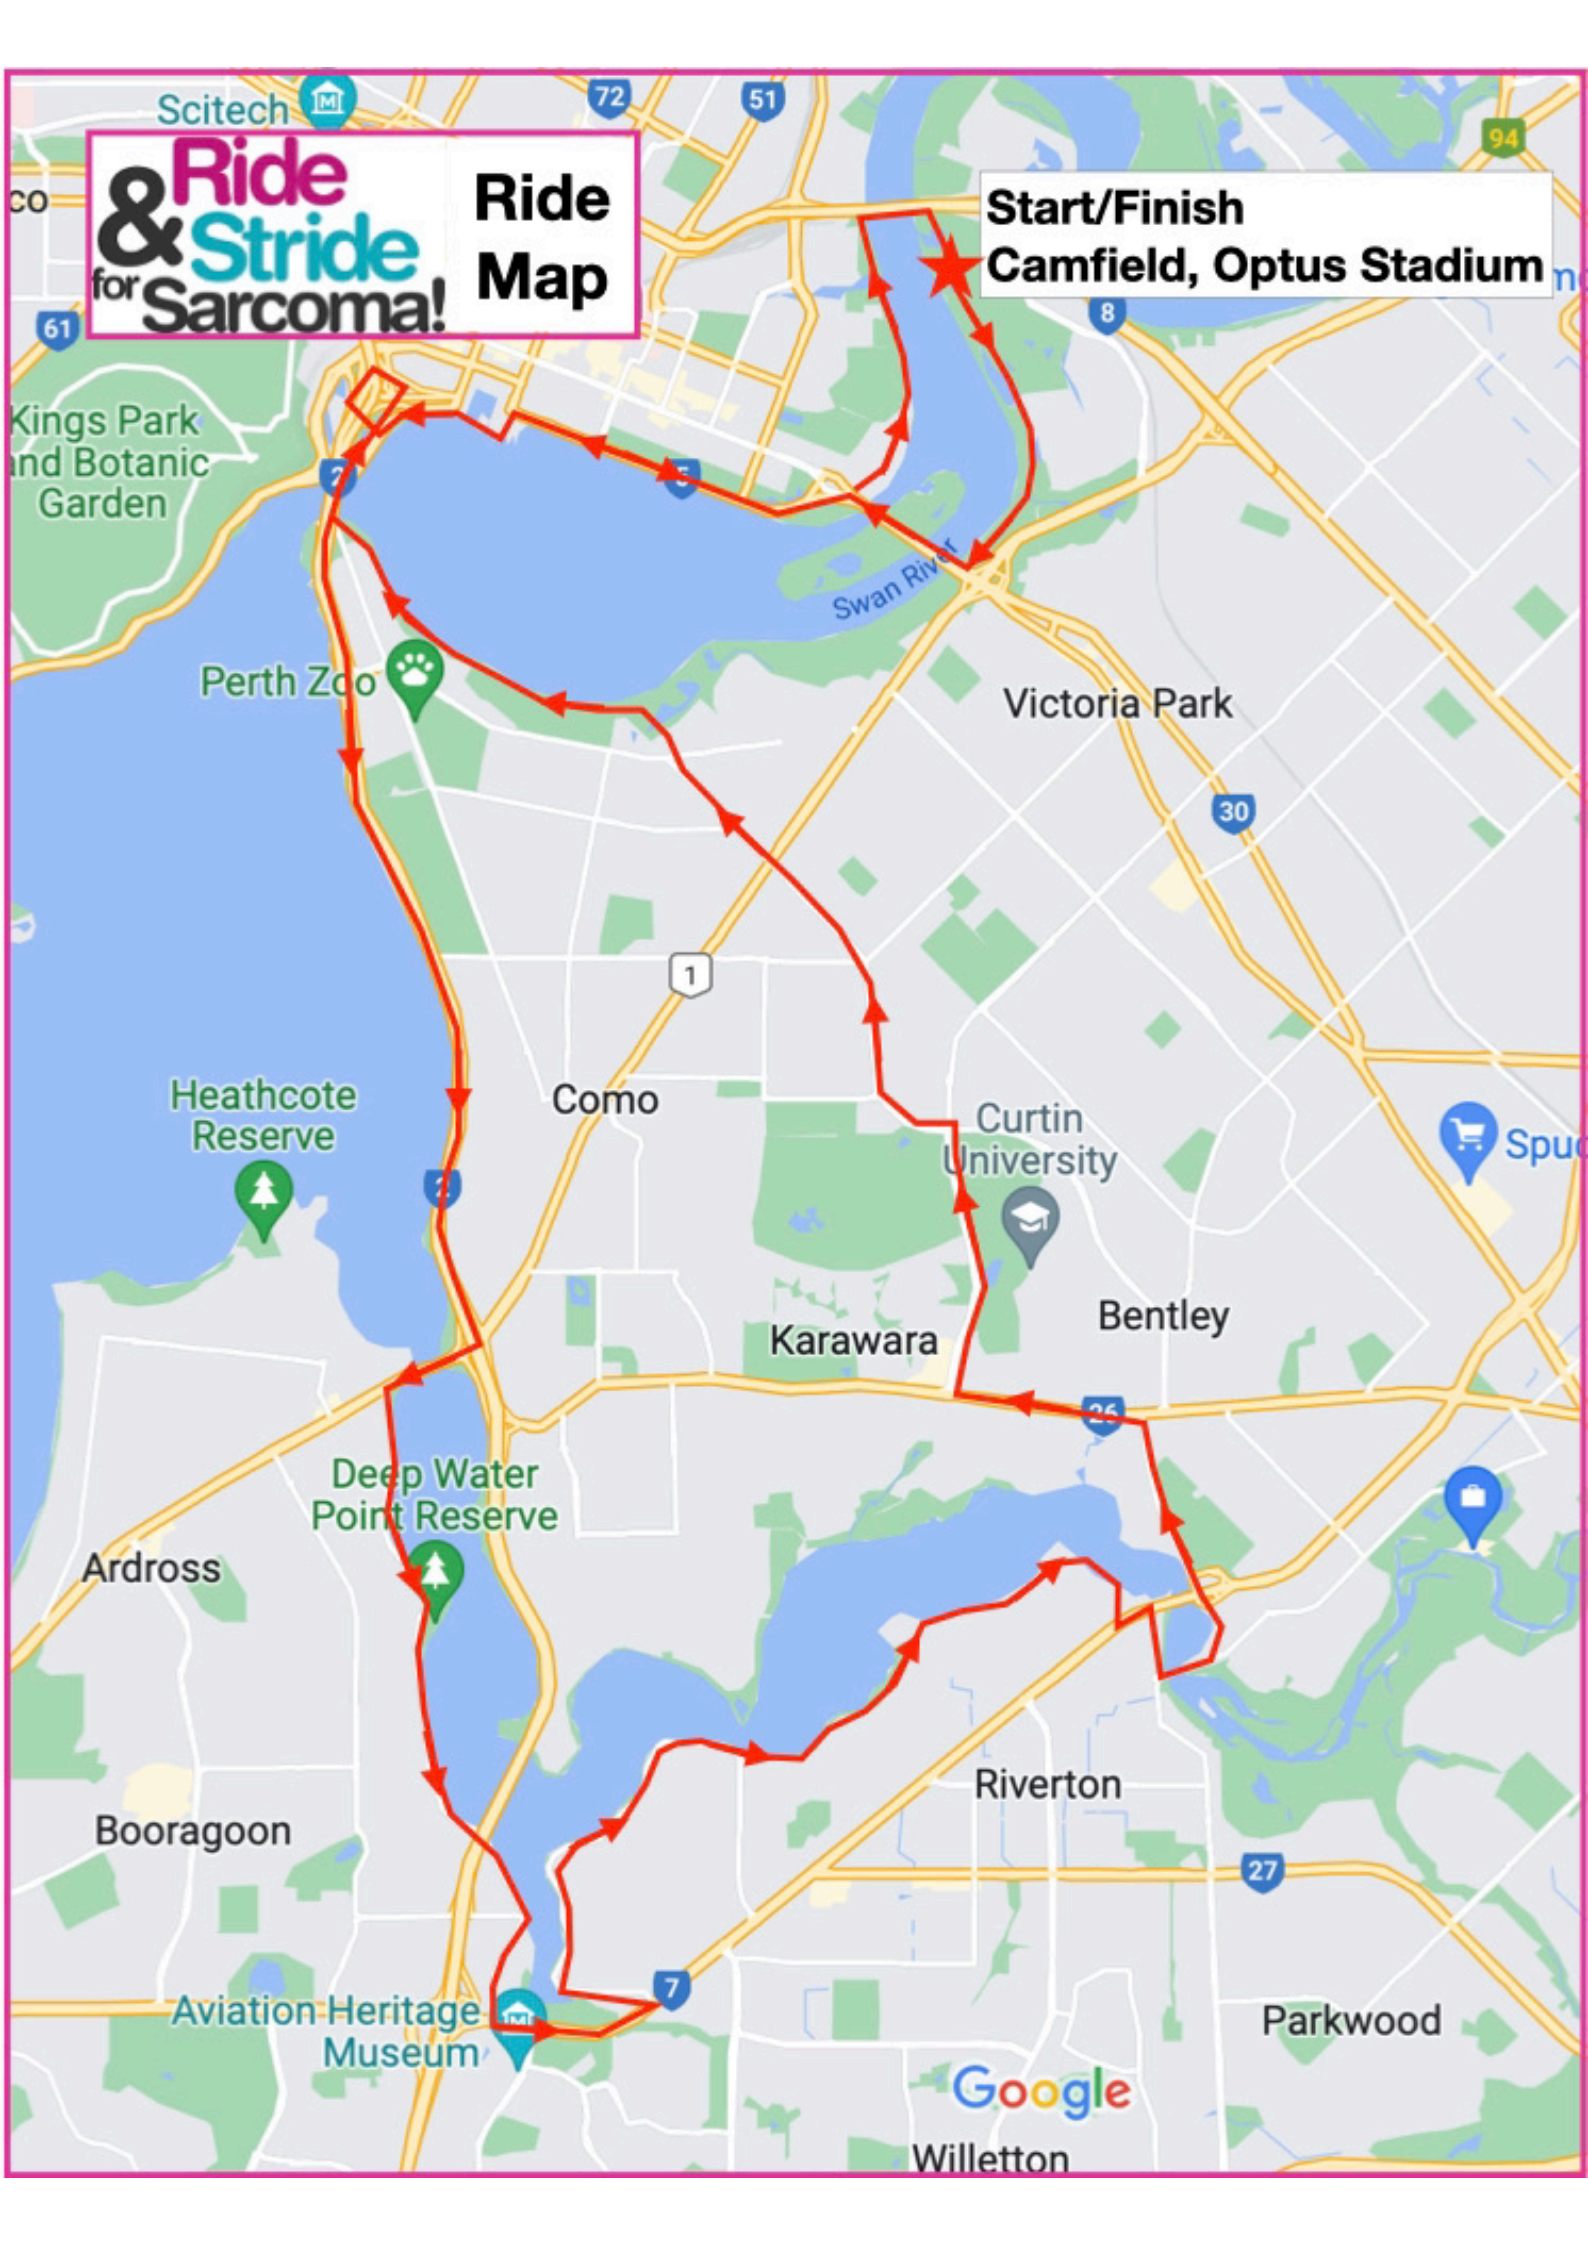 Scitech
72
51
94
co
Ride
&
Stride
for
Sarcoma!
Ride
Map
Start/Finish
Camfield, Optus Stadium
61
8
Kings Park
and Botanic
Garden
2
5
Swan River
Perth Zoo
Victoria Park
30
1
Como
Heathcote
Reserve
Curtin
University
2
Spud
Bentley
Karawara
26
Deep Water
Point Reserve
Ardross
Riverton
Booragoon
27
7
Aviation Heritage
Museum
Parkwood
Google
Willetton